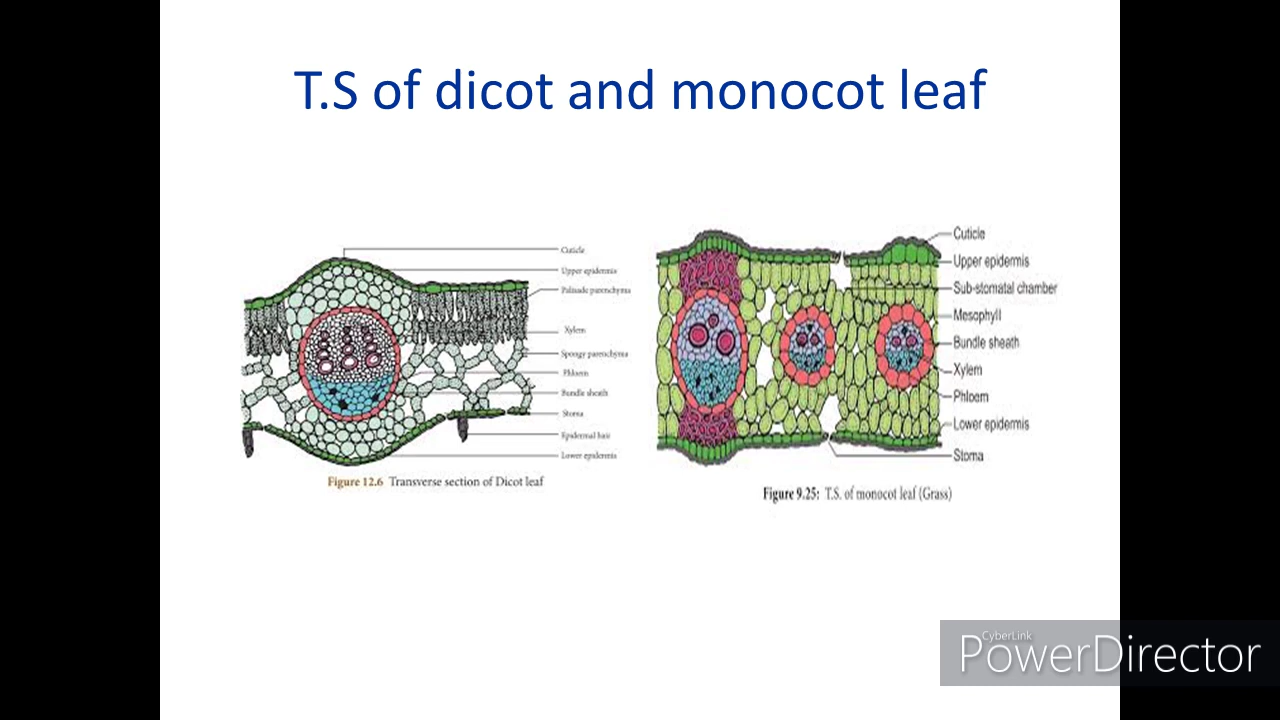 T.S of dicot and monocot leaf
Cuticle
Upper epidermis
Palisade parenchyma
Xylem
Spongy parenchyma
Phloem
Bundle sheath
Stoma
Epidermal hair
Lower epidermis
Figure 12.6 Transverse section of Dicot leaf
Cuticle
Upper epidermis
Sub-stomatal chamber
Mesophyll
Bundle sheath
Xylem
Phloem
Lower epidermis
Stoma
Figure 9.25: T.S. of monocot leaf (Grass)
CyberLink
PowerDirector